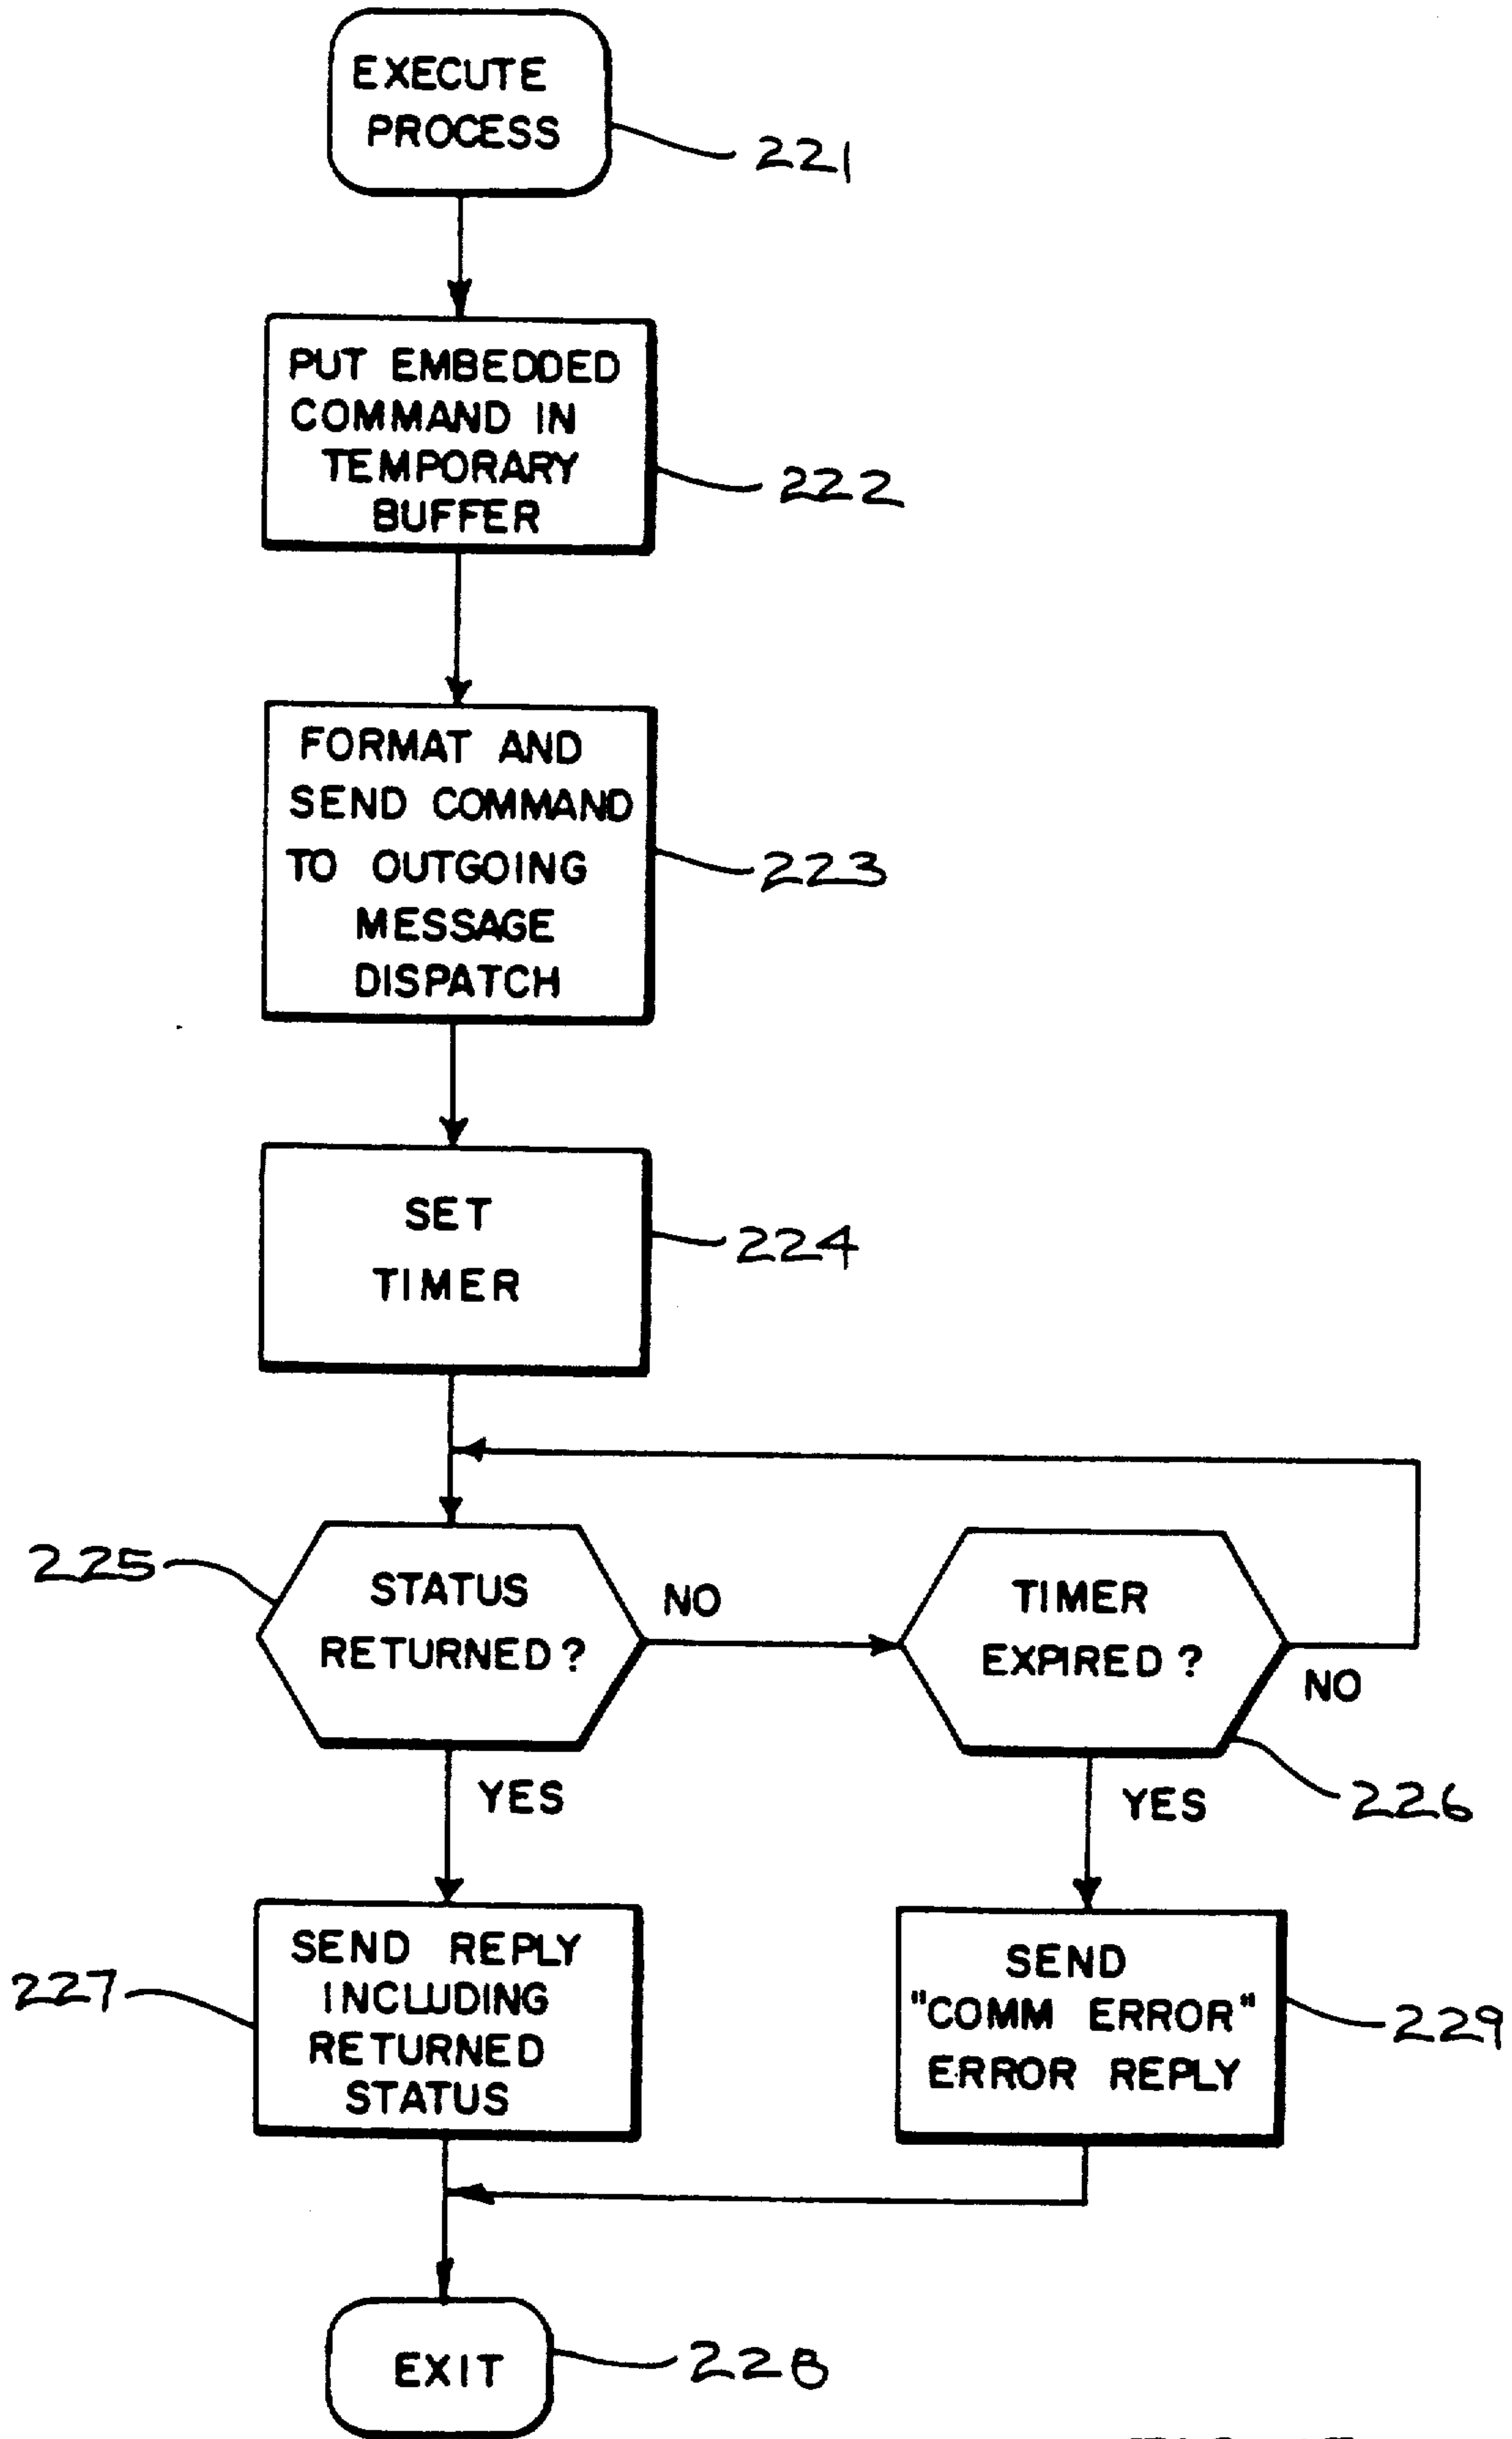 EXECUTE
PROCESS
221
PUT EMBEDDED
COMMAND IN
TEMPORARY
BUFFER
222
FORMAT AND
SEND COMMAND
TO OUTGOING
MESSAGE
DISPATCH
223
SET
TIMER
224
225
STATUS
RETURNED?
NO
TIMER
EXPIRED?
NO
226
YES
YES
227
SEND REPLY
INCLUDING
RETURNED
STATUS
SEND
"COMM ERROR"
ERROR REPLY
229
EXIT
228